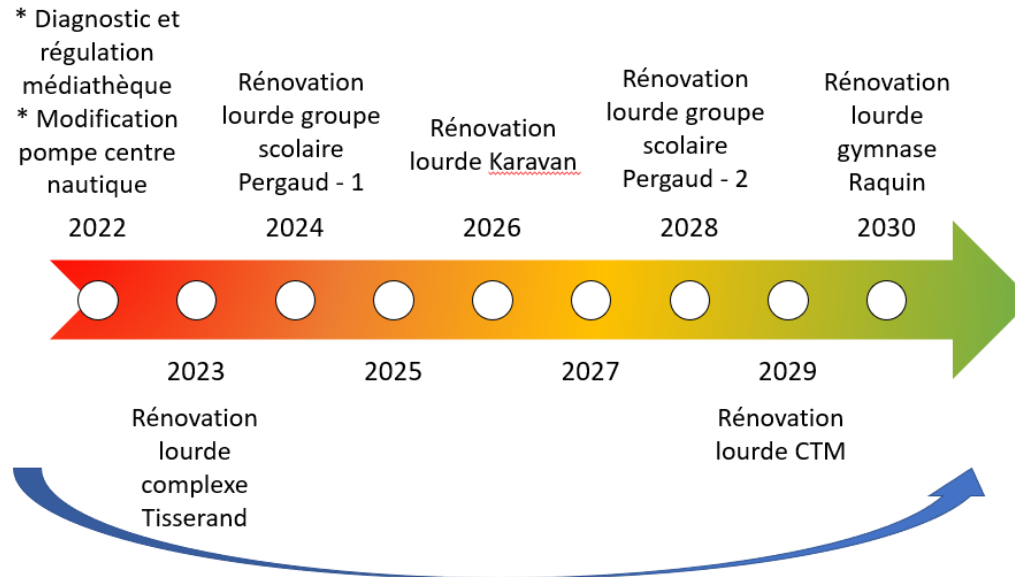 * Diagnostic et
régulation
médiathèque
* Modification
pompe centre
nautique
2022
Rénovation
lourde groupe
scolaire
Pergaud - 1
2024
Rénovation
lourde Karavan
2026
Rénovation
lourde groupe
scolaire
Pergaud - 2
2028
Rénovation
lourde
gymnase
Raquin
2030
2023
Rénovation
lourde
complexe
Tisserand
2025
2027
2029
Rénovation
lourde CTM